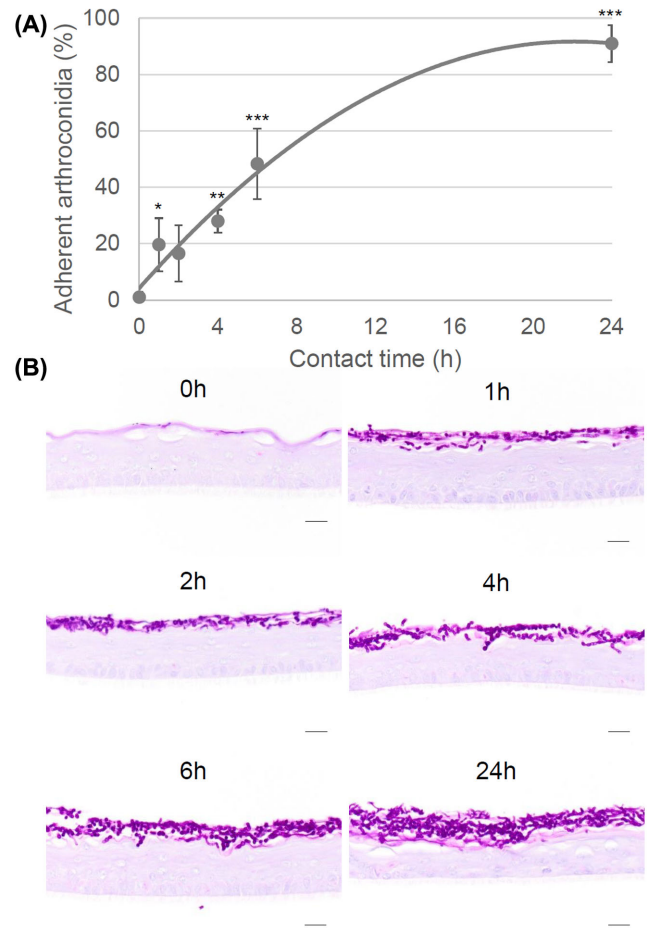 (A)
Adherent arthroconidia (%)
100
80
60
40
20
0
*
**
***
***
0 4 8 12 16 20 24
Contact time (h)
(B)
0h 1h
2h 4h
6h 24h